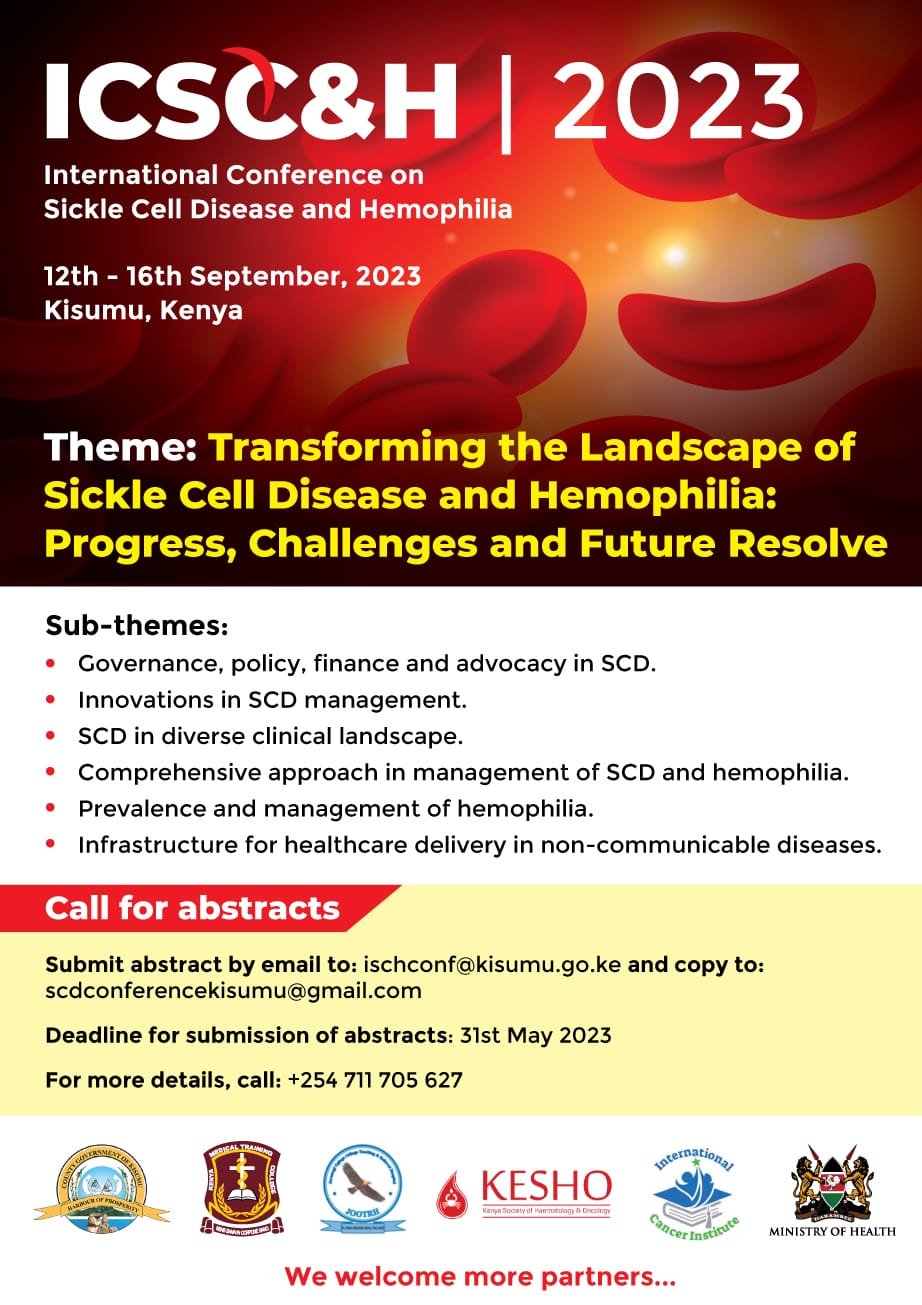 ICSC&H | 2023
International Conference on
Sickle Cell Disease and Hemophilia
12th - 16th September, 2023
Kisumu, Kenya
Theme: Transforming the Landscape of
Sickle Cell Disease and Hemophilia:
Progress, Challenges and Future Resolve
Sub-themes:
• Governance, policy, finance and advocacy in SCD.
• Innovations in SCD management.
• SCD in diverse clinical landscape.
• Comprehensive approach in management of SCD and hemophilia.
• Prevalence and management of hemophilia.
• Infrastructure for healthcare delivery in non-communicable diseases.
Call for abstracts
Submit abstract by email to: ischconf@kisumu.go.ke and copy to:
scdconferencekisumu@gmail.com
Deadline for submission of abstracts: 31st May 2023
For more details, call: +254 711 705 627
COUNTY GOVERNMENT OF KISUMU
HARBOUR OF PROSPERITY
KENYA MEDICAL TRAINING COLLEGE
JOOTRH
KESHO
Kenya Society of Haematology & Oncology
International
Cancer Institute
HARAMBEE
MINISTRY OF HEALTH
We welcome more partners...